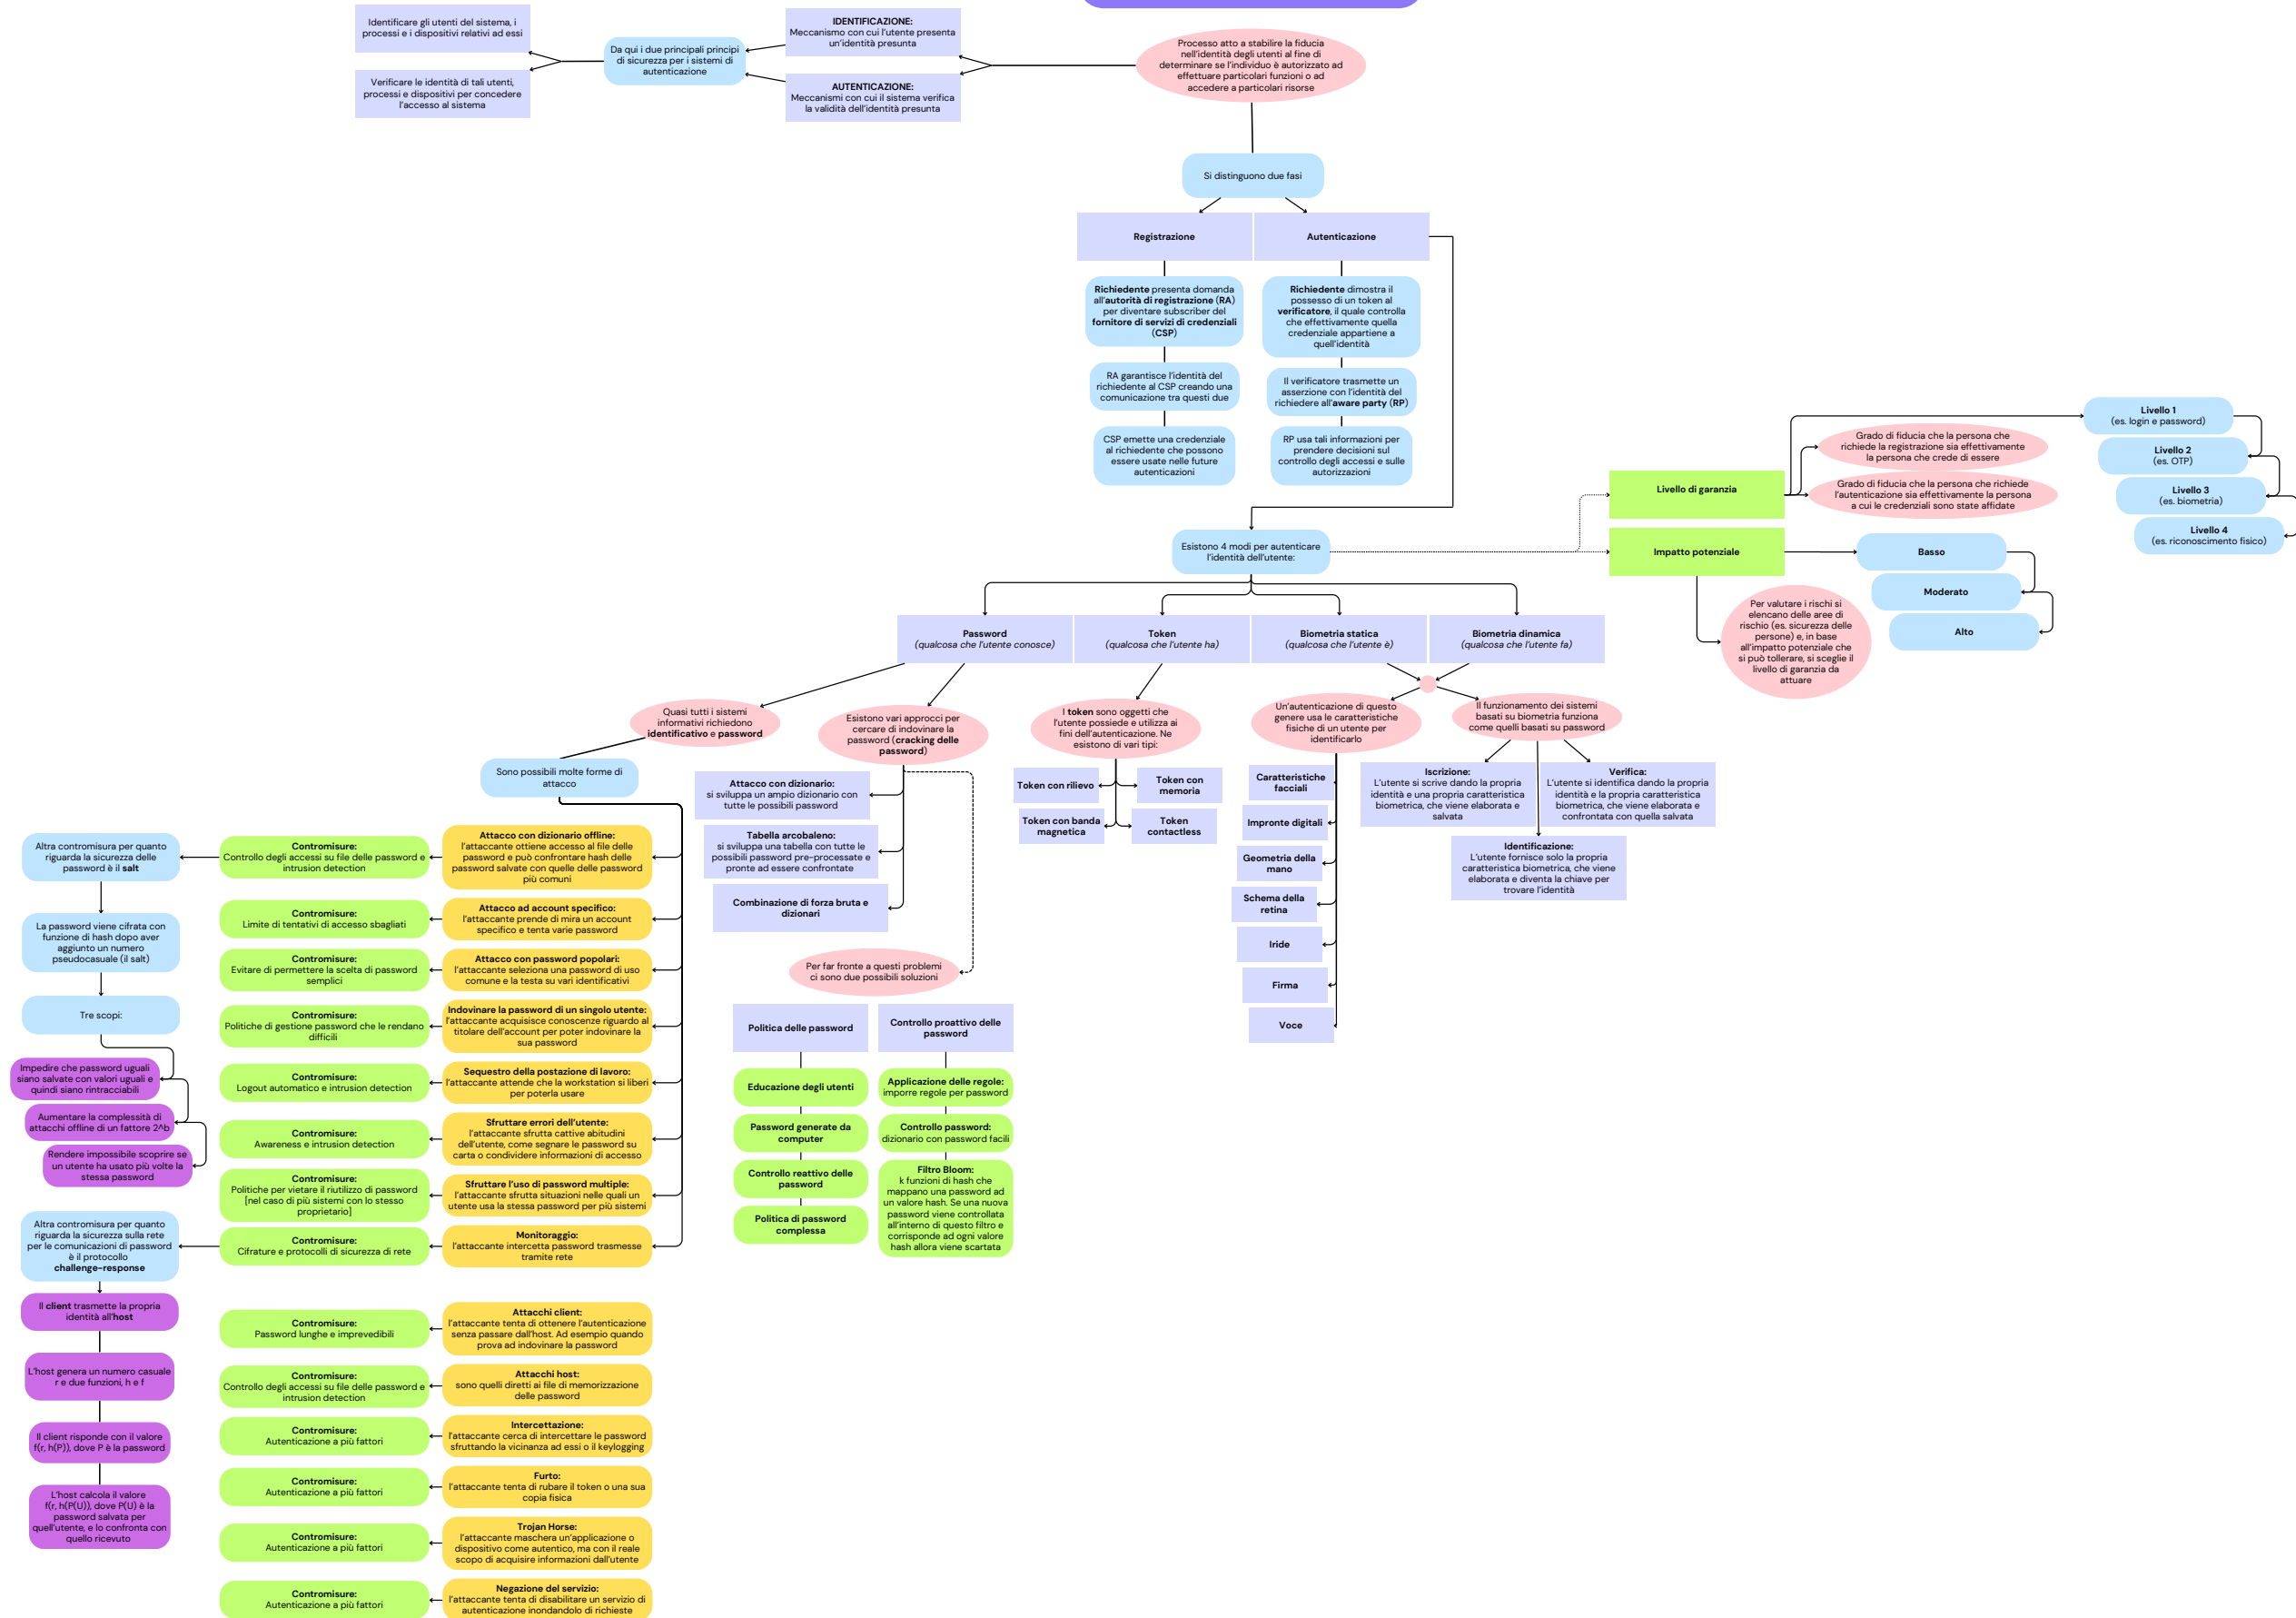 Identificare gli utenti del sistema, i
processi e i dispositivi relativi ad essi
Verificare le identità di tali utenti,
processi e dispositivi per concedere
l'accesso al sistema
Da qui i due principali principi
di sicurezza per i sistemi di
autenticazione
IDENTIFICAZIONE:
Meccanismo con cui l'utente presenta
un'identità presunta
AUTENTICAZIONE:
Meccanismi con cui il sistema verifica
la validità dell'identità presunta
Processo atto a stabilire la fiducia
nell'identità degli utenti al fine di
determinare se l'individuo è autorizzato ad
effettuare particolari funzioni o ad
accedere a particolari risorse
Si distinguono due fasi
Registrazione
Autenticazione
Richiedente presenta domanda
all'autorità di registrazione (RA)
per diventare subscriber del
fornitore di servizi di credenziali
(CSP)
RA garantisce l'identità del
richiedente al CSP creando una
comunicazione tra questi due
CSP emette una credenziale
al richiedente che possono
essere usate nelle future
autenticazioni
Richiedente dimostra il
possesso di un token al
verificatore, il quale controlla
che effettivamente quella
credenziale appartiene a
quell'identità
Il verificatore trasmette un
asserzione con l'identità del
richiedere all'aware party (RP)
RP usa tali informazioni per
prendere decisioni sul
controllo degli accessi e sulle
autorizzazioni
Esistono 4 modi per autenticare
l'identità dell'utente:
Livello di garanzia
Grado di fiducia che la persona che
richiede la registrazione sia effettivamente
la persona che crede di essere
Grado di fiducia che la persona che richiede
l'autenticazione sia effettivamente la persona
a cui le credenziali sono state affidate
Livello 1
(es. login e password)
Livello 2
(es. OTP)
Livello 3
(es. biometria)
Livello 4
(es. riconoscimento fisico)
Impatto potenziale
Basso
Moderato
Alto
Per valutare i rischi si
elencano delle aree di
rischio (es. sicurezza delle
persone) e, in base
all'impatto potenziale che
si può tollerare, si sceglie il
livello di garanzia da
attuare
Password
(qualcosa che l'utente conosce)
Token
(qualcosa che l'utente ha)
Biometria statica
(qualcosa che l'utente è)
Biometria dinamica
(qualcosa che l'utente fa)
Quasi tutti i sistemi
informativi richiedono
identificativo e password
Esistono vari approcci per
cercare di indovinare la
password (cracking delle
password)
I token sono oggetti che
l'utente possiede e utilizza ai
fini dell'autenticazione. Ne
esistono di vari tipi:
Un'autenticazione di questo
genere usa le caratteristiche
fisiche di un utente per
identificarlo
Il funzionamento dei sistemi
basati su biometria funziona
come quelli basati su password
Sono possibili molte forme di
attacco
Attacco con dizionario:
si sviluppa un ampio dizionario con
tutte le possibili password
Tabella arcobaleno:
si sviluppa una tabella con tutte le
possibili password pre-processate e
pronte ad essere confrontate
Combinazione di forza bruta e
dizionari
Token con rilievo
Token con
memoria
Token con banda
magnetica
Token
contactless
Caratteristiche
facciali
Impronte digitali
Geometria della
mano
Schema della
retina
Iride
Firma
Voce
Iscrizione:
L'utente si scrive dando la propria
identità e una propria caratteristica
biometrica, che viene elaborata e
salvata
Verifica:
L'utente si identifica dando la propria
identità e la propria caratteristica
biometrica, che viene elaborata e
confrontata con quella salvata
Identificazione:
L'utente fornisce solo la propria
caratteristica biometrica, che viene
elaborata e diventa la chiave per
trovare l'identità
Per far fronte a questi problemi
ci sono due possibili soluzioni
Politica delle password
Educazione degli utenti
Password generate da
computer
Controllo reattivo delle
password
Politica di password
complessa
Controllo proattivo delle
password
Applicazione delle regole:
imporre regole per password
Controllo password:
dizionario con password facili
Filtro Bloom:
k funzioni di hash che
mappano una password ad
un valore hash. Se una nuova
password viene controllata
all'interno di questo filtro e
corrisponde ad ogni valore
hash allora viene scartata
Attacco con dizionario offline:
l'attaccante ottiene accesso al file delle
password e può confrontare hash delle
password salvate con quelle delle password
più comuni
Contromisure:
Controllo degli accessi su file delle password e
intrusion detection
Altra contromisura per quanto
riguarda la sicurezza delle
password è il salt
La password viene cifrata con
funzione di hash dopo aver
aggiunto un numero
pseudocasuale (il salt)
Tre scopi:
Impedire che password uguali
siano salvate con valori uguali e
quindi siano rintracciabili
Aumentare la complessità di
attacchi offline di un fattore 2^b
Rendere impossibile scoprire se
un utente ha usato più volte la
stessa password
Attacco ad account specifico:
l'attaccante prende di mira un account
specifico e tenta varie password
Contromisure:
Limite di tentativi di accesso sbagliati
Attacco con password popolari:
l'attaccante seleziona una password di uso
comune e la testa su vari identificativi
Contromisure:
Evitare di permettere la scelta di password
semplici
Indovinare la password di un singolo utente:
l'attaccante acquisisce conoscenze riguardo al
titolare dell'account per poter indovinare la
sua password
Contromisure:
Politiche di gestione password che le rendano
difficili
Sequestro della postazione di lavoro:
l'attaccante attende che la workstation si liberi
per poterla usare
Contromisure:
Logout automatico e intrusion detection
Sfruttare errori dell'utente:
l'attaccante sfrutta cattive abitudini
dell'utente, come segnare le password su
carta o condividere informazioni di accesso
Contromisure:
Awareness e intrusion detection
Sfruttare l'uso di password multiple:
l'attaccante sfrutta situazioni nelle quali un
utente usa la stessa password per più sistemi
Contromisure:
Politiche per vietare il riutilizzo di password
[nel caso di più sistemi con lo stesso
proprietario]
Monitoraggio:
l'attaccante intercetta password trasmesse
tramite rete
Contromisure:
Cifrature e protocolli di sicurezza di rete
Altra contromisura per quanto
riguarda la sicurezza sulla rete
per le comunicazioni di password
è il protocollo
challenge-response
Il client trasmette la propria
identità all'host
L'host genera un numero casuale
r e due funzioni, h e f
Il client risponde con il valore
f(r, h(P)), dove P è la password
L'host calcola il valore
f(r, h(P(U)), dove P(U) è la
password salvata per
quell'utente, e lo confronta con
quello ricevuto
Attacchi client:
l'attaccante tenta di ottenere l'autenticazione
senza passare dall'host. Ad esempio quando
prova ad indovinare la password
Contromisure:
Password lunghe e imprevedibili
Attacchi host:
sono quelli diretti ai file di memorizzazione
delle password
Contromisure:
Controllo degli accessi su file delle password e
intrusion detection
Intercettazione:
l'attaccante cerca di intercettare le password
sfruttando la vicinanza ad essi o il keylogging
Contromisure:
Autenticazione a più fattori
Furto:
l'attaccante tenta di rubare il token o una sua
copia fisica
Contromisure:
Autenticazione a più fattori
Trojan Horse:
l'attaccante maschera un'applicazione o
dispositivo come autentico, ma con il reale
scopo di acquisire informazioni dall'utente
Contromisure:
Autenticazione a più fattori
Negazione del servizio:
l'attaccante tenta di disabilitare un servizio di
autenticazione inondandolo di richieste
Contromisure:
Autenticazione a più fattori